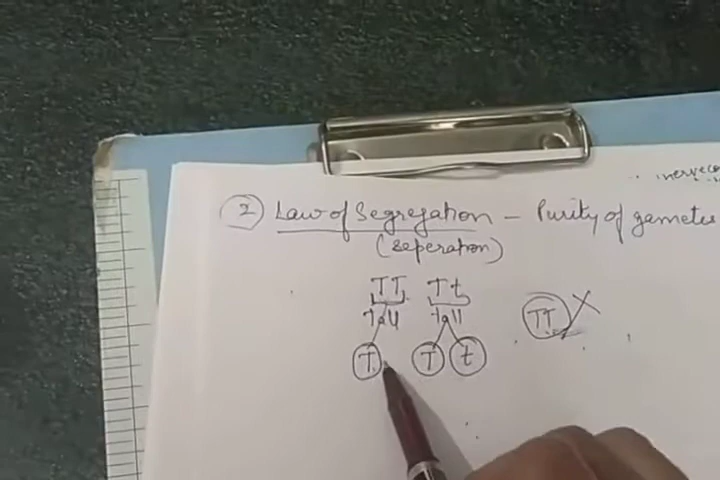 ② Law of Segregation – Purity of gametes
(Seperation)
TT Tt
Tall Tall
T T t
TT